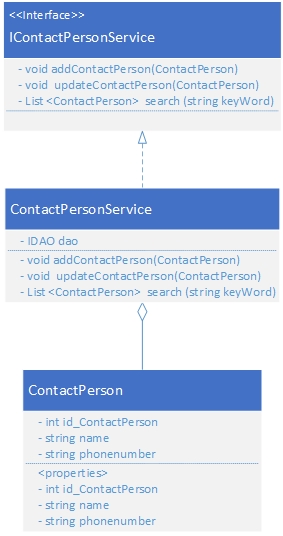 <<Interface>>
IContactPersonService
- void addContactPerson(ContactPerson)
- void  updateContactPerson(ContactPerson)
- List <ContactPerson>  search (string keyWord)
ContactPersonService
- IDAO dao
- void addContactPerson(ContactPerson)
- void  updateContactPerson(ContactPerson)
- List <ContactPerson>  search (string keyWord)
ContactPerson
- int id_ContactPerson
- string name
- string phonenumber
<properties>
- int id_ContactPerson
- string name
- string phonenumber